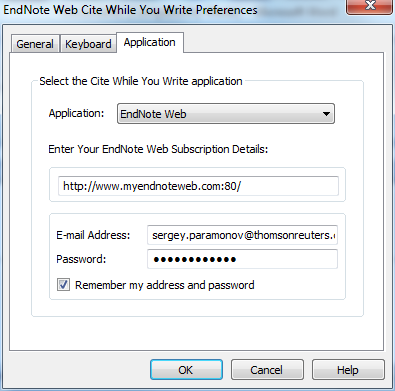 EndNote Web Cite While You Write Preferences
General Keyboard Application
Select the Cite While You Write application
Application: EndNote Web
Enter Your EndNote Web Subscription Details:
http://www.myendnoteweb.com:80/
E-mail Address: sergey.paramonov@thomsonreuters.
Password: ●●●●●●●●●●●●
Remember my address and password
OK Cancel Help